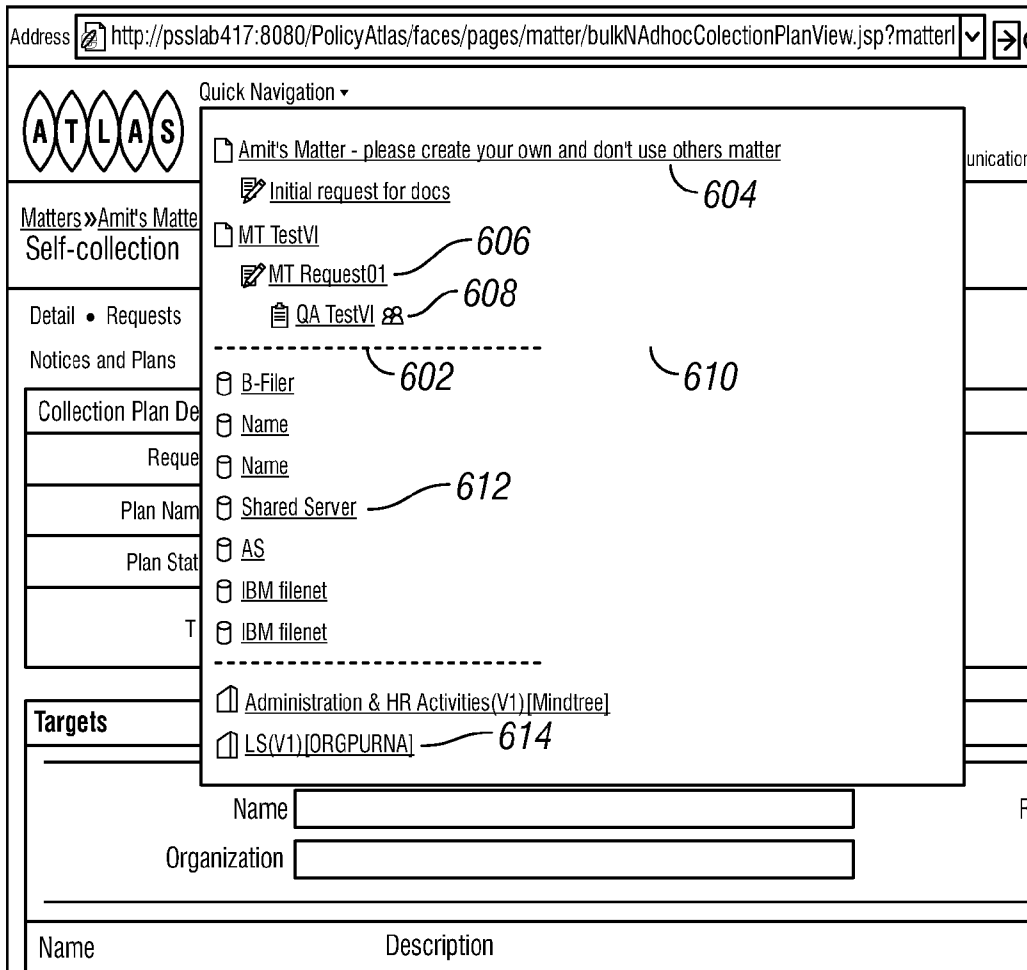 Address http://psslab417:8080/PolicyAtlas/faces/pages/matter/bulkNAdhocColectionPlanView.jsp?matterI
Quick Navigation
ATLAS
Amit's Matter - please create your own and don't use others matter
604
unication
Initial request for docs
Matters»Amit's Matte
MT TestVI
606
Self-collection
MT Request01
608
Detail • Requests
QA TestVI
Notices and Plans
602
610
B-Filer
Collection Plan De
Name
Reque
Name
612
Plan Nam
Shared Server
Plan Stat
AS
IBM filenet
T
IBM filenet
Administration & HR Activities(V1)[Mindtree]
Targets
LS(V1)[ORGPURNA]
614
Name
Organization
Name Description